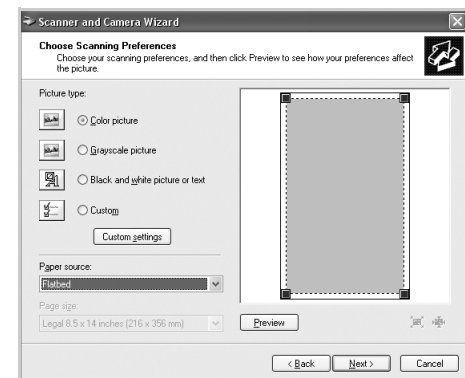 Scanner and Camera Wizard
Choose Scanning Preferences
Choose your scanning preferences, and then click Preview to see how your preferences affect
the picture.
Picture type:
Color picture
Grayscale picture
Black and white picture or text
Custom
Custom settings
Paper source:
Flatbed
Page size:
Legal 8.5 x 14 inches (216 x 356 mm)
Preview
< Back
Next >
Cancel